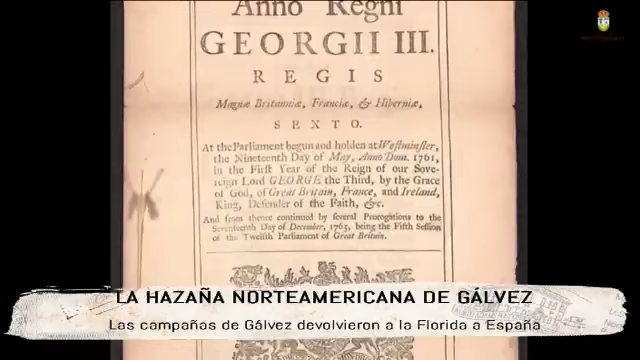 Anno Regni
GEORGII III.
REGIS
Magnæ Britanniæ, Franciæ, & Hiberniæ,
SEXTO.
At the Parliament begun and holden at Westminster,
the Nineteenth Day of May, Anno Dom. 1761,
in the First Year of the Reign of our Sove-
reign Lord GEORGE the Third, by the Grace
of God, of Great Britain, France, and Ireland,
King, Defender of the Faith, &c.
And from thence continued by several Prorogations to the
Seventeenth Day of December, 1765, being the Fifth Session
of the Twelfth Parliament of Great Britain.
LA HAZAÑA NORTEAMERICANA DE GÁLVEZ
Las campañas de Gálvez devolvieron a la Florida a España